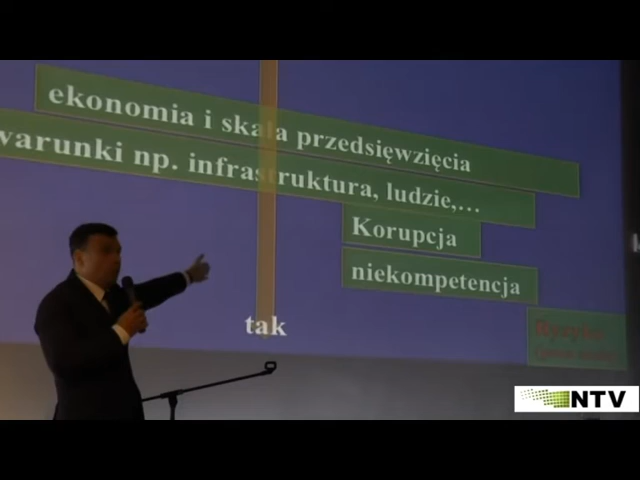 ekonomia i skala przedsięwzięcia
warunki np. infrastruktura, ludzie,…
Korupcja
niekompetencja
tak
NTV